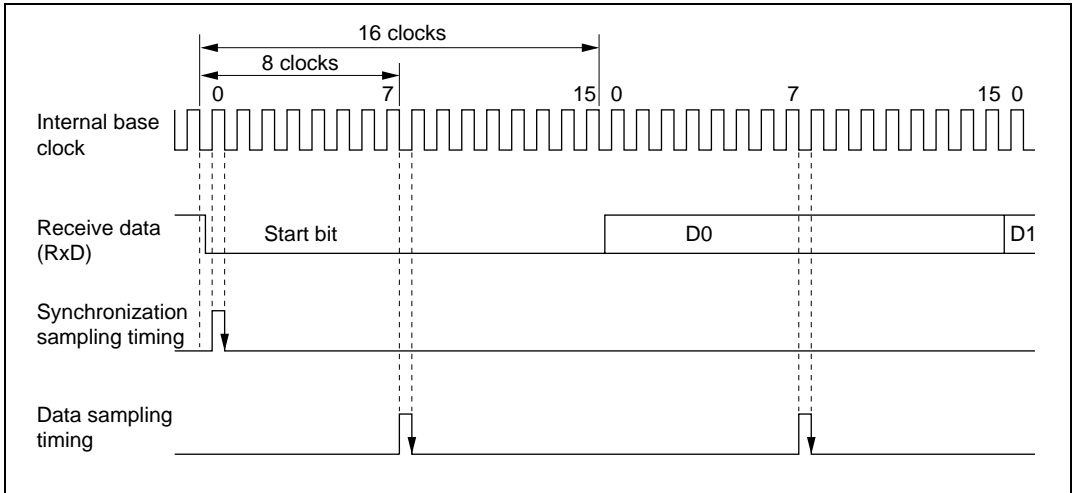 16 clocks
8 clocks
0 7 15 0 7 15 0
Internal base
clock
Receive data
(RxD)
Start bit D0 D1
Synchronization
sampling timing
Data sampling
timing